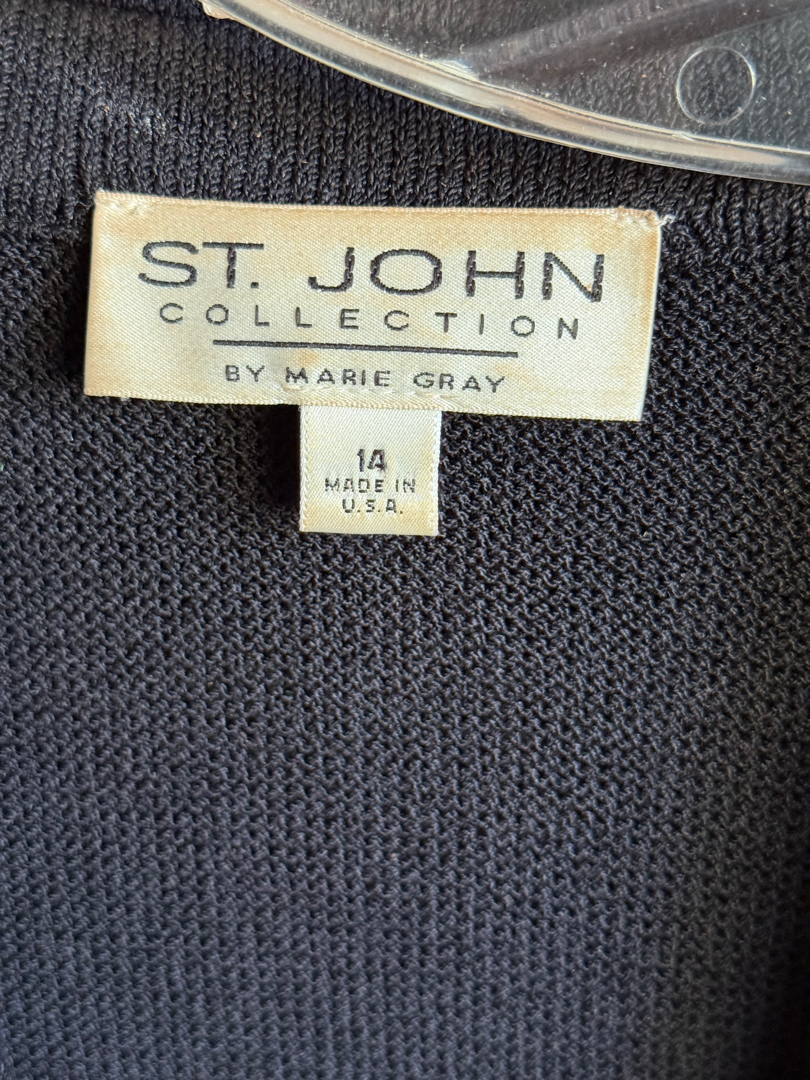 ST. JOHN
COLLECTION
BY MARIE GRAY
14
MADE IN
U.S.A.